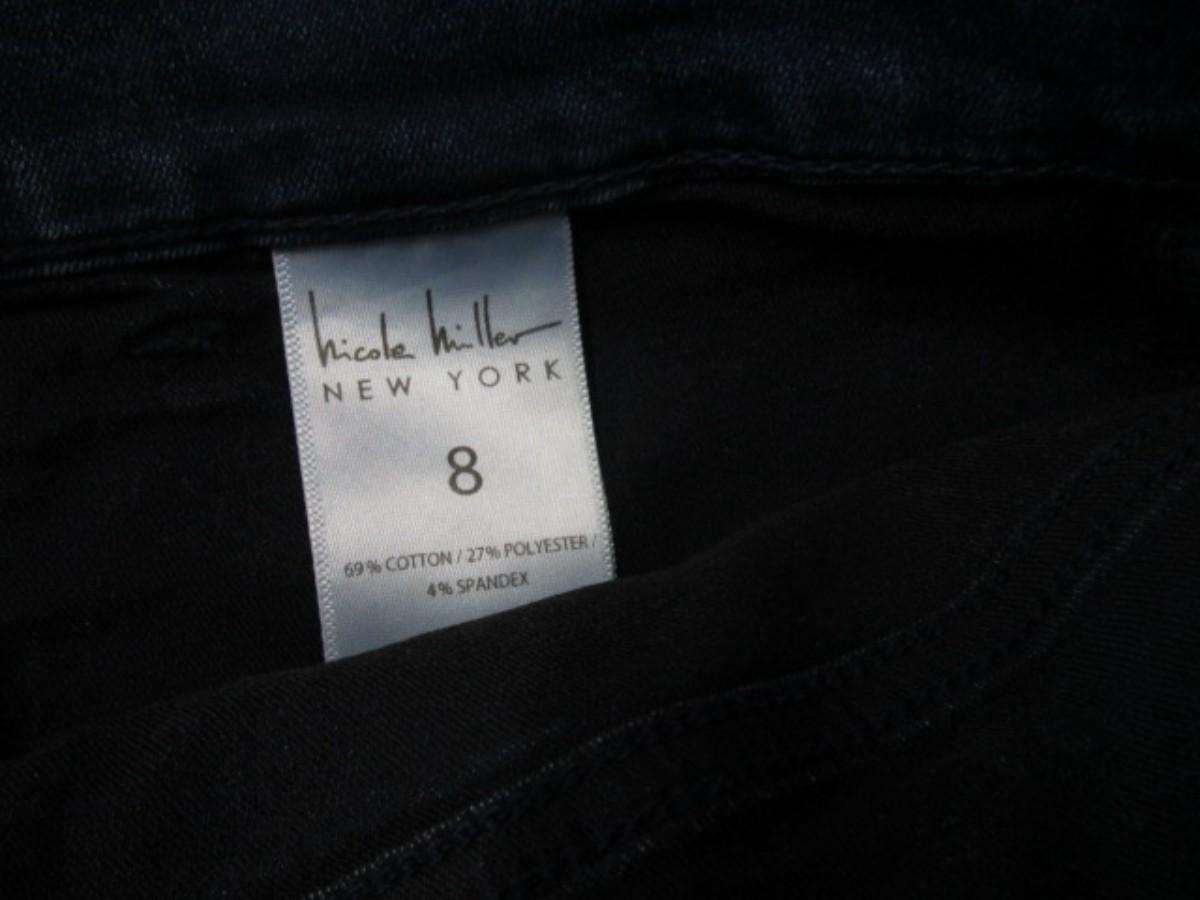 Nicole Miller
NEW YORK
8
69% COTTON / 27% POLYESTER /
4% SPANDEX